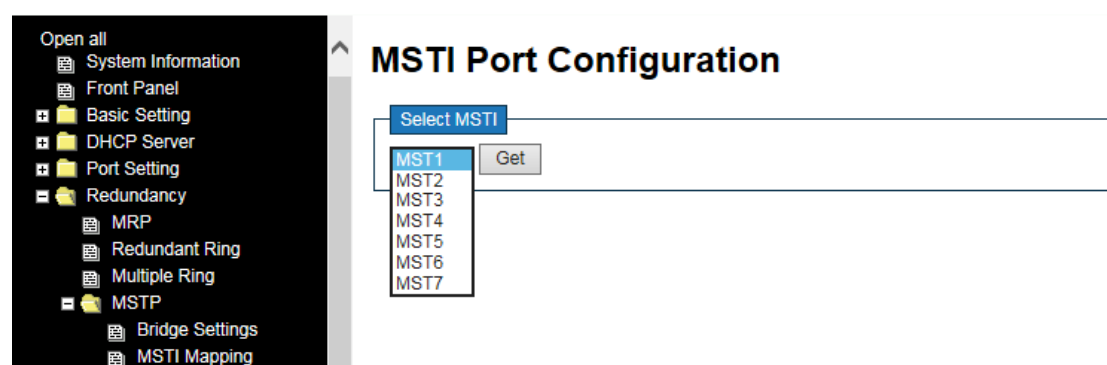 Open all
System Information
Front Panel
Basic Setting
DHCP Server
Port Setting
Redundancy
MRP
Redundant Ring
Multiple Ring
MSTP
Bridge Settings
MSTI Mapping
MSTI Port Configuration
Select MSTI
MST1 Get
MST2
MST3
MST4
MST5
MST6
MST7